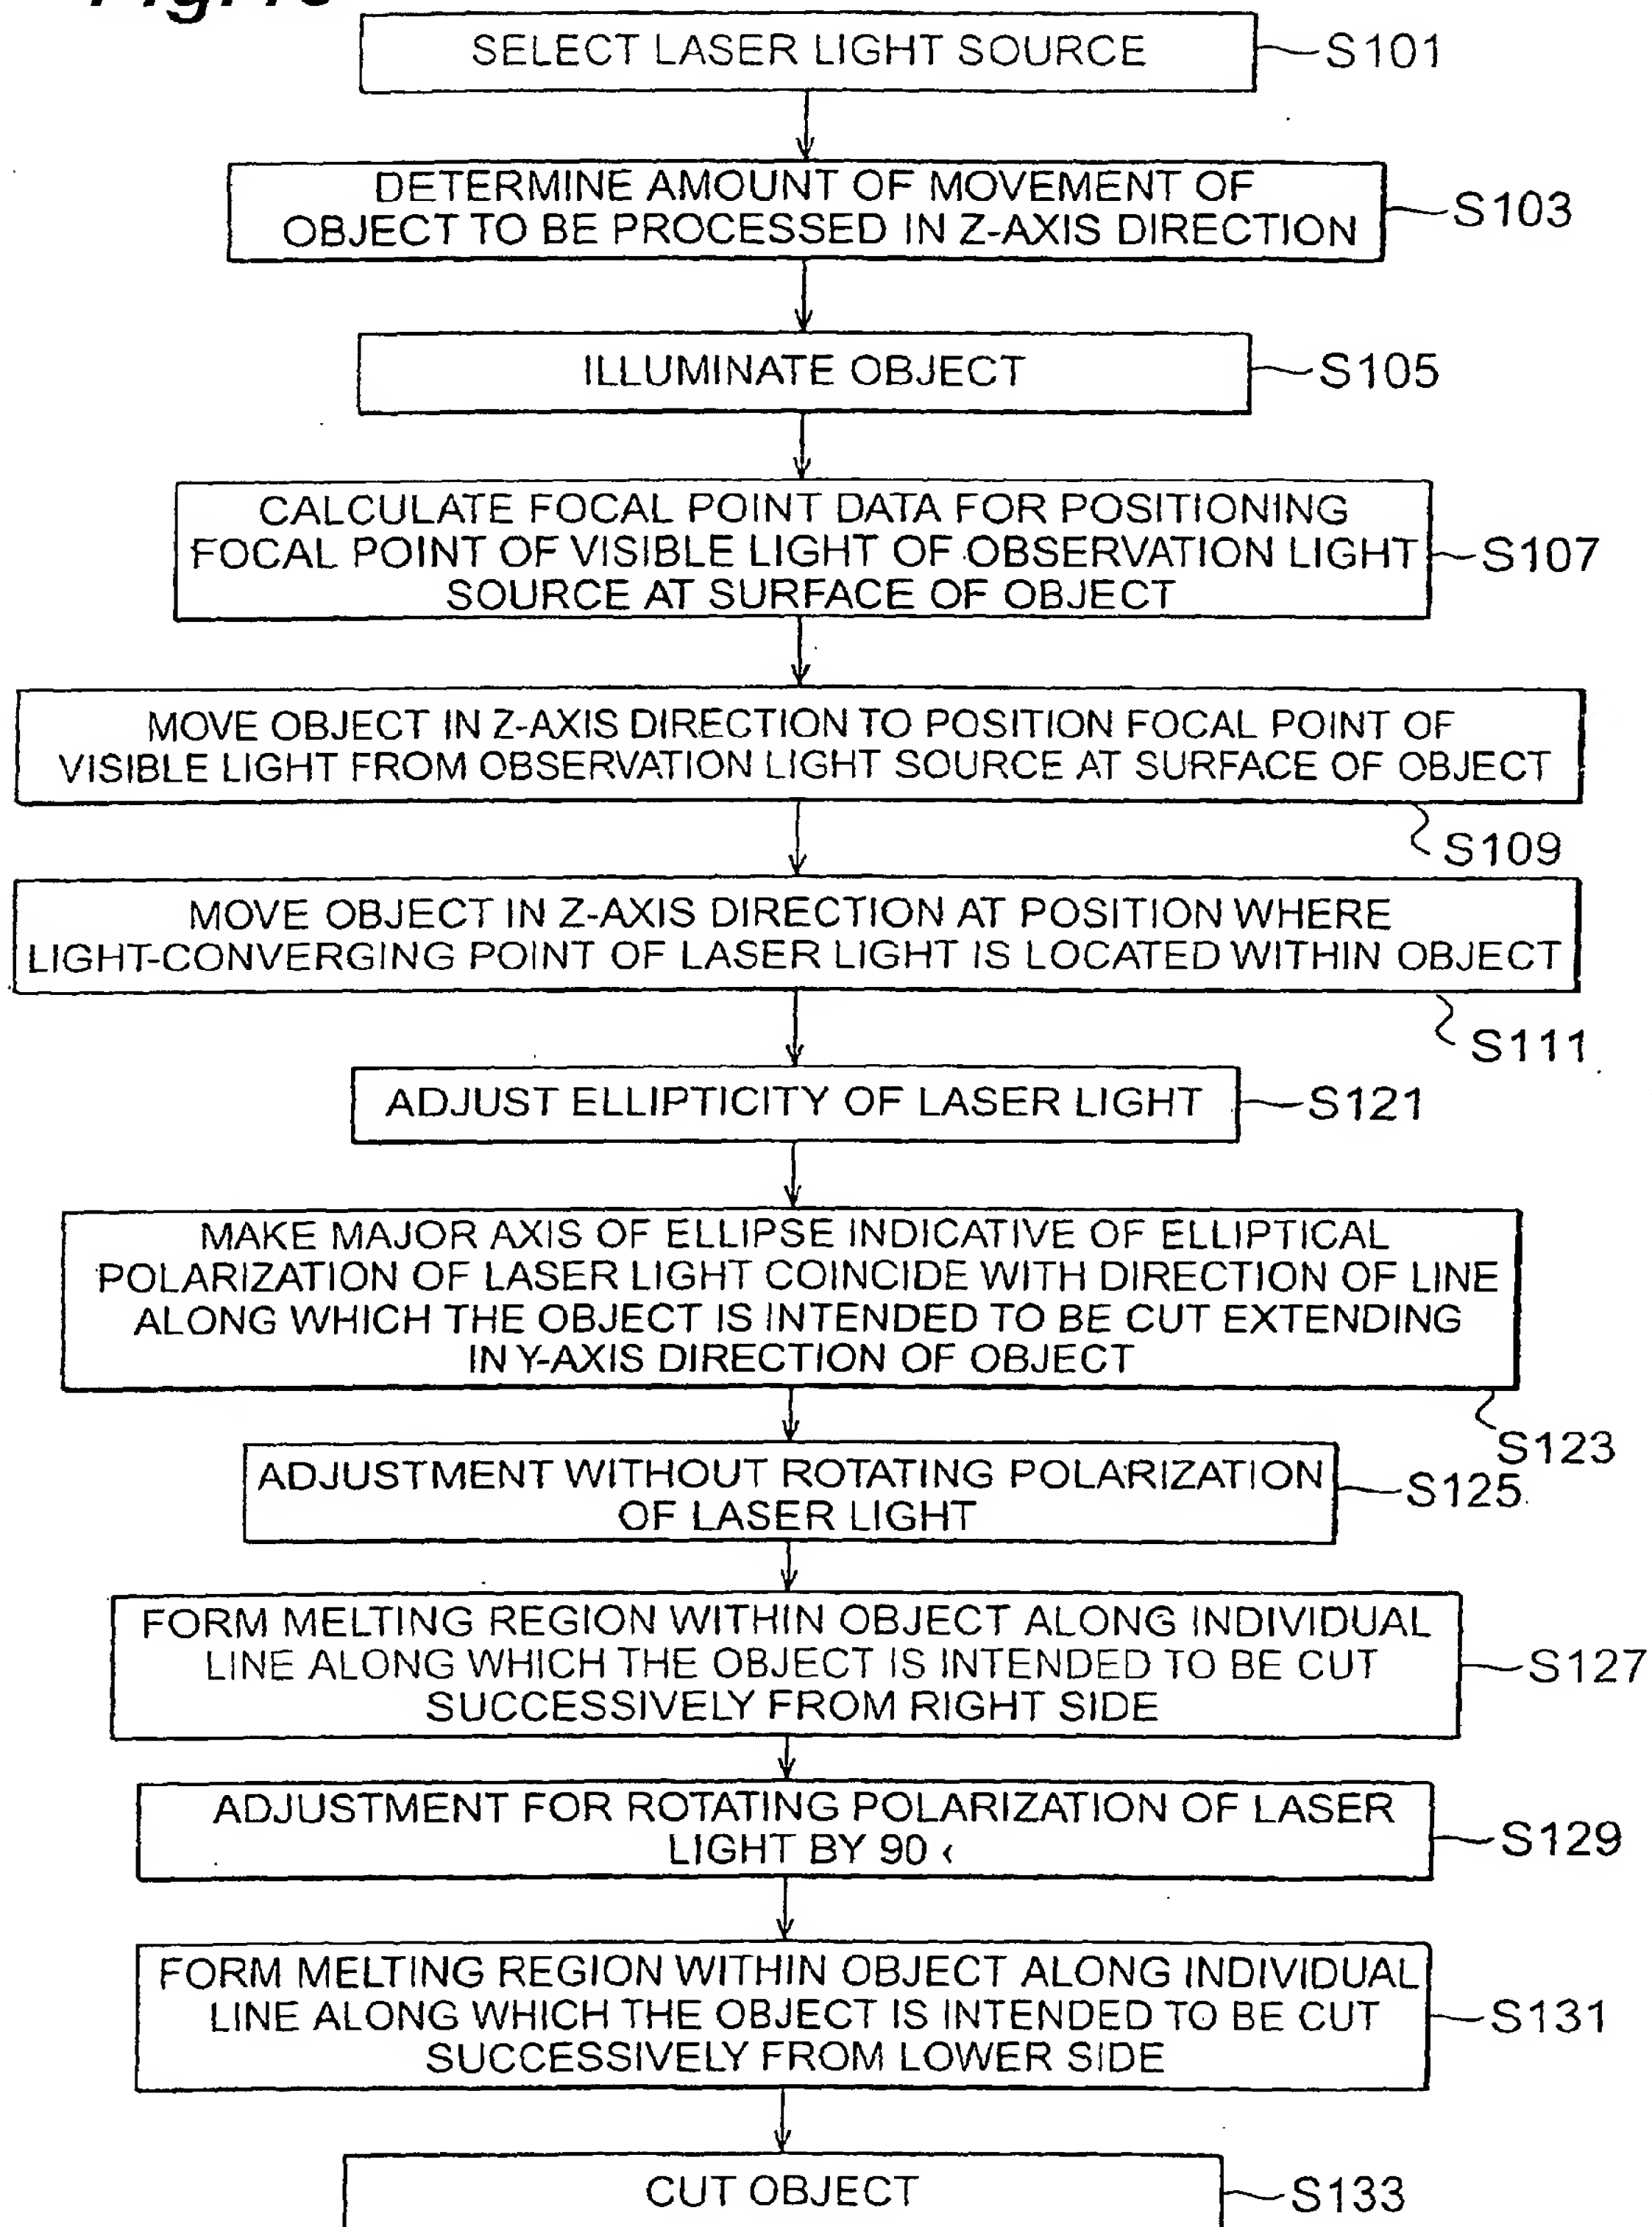 SELECT LASER LIGHT SOURCE
S101
DETERMINE AMOUNT OF MOVEMENT OF
OBJECT TO BE PROCESSED IN Z-AXIS DIRECTION
S103
ILLUMINATE OBJECT
S105
CALCULATE FOCAL POINT DATA FOR POSITIONING
FOCAL POINT OF VISIBLE LIGHT OF OBSERVATION LIGHT
SOURCE AT SURFACE OF OBJECT
S107
MOVE OBJECT IN Z-AXIS DIRECTION TO POSITION FOCAL POINT OF
VISIBLE LIGHT FROM OBSERVATION LIGHT SOURCE AT SURFACE OF OBJECT
S109
MOVE OBJECT IN Z-AXIS DIRECTION AT POSITION WHERE
LIGHT-CONVERGING POINT OF LASER LIGHT IS LOCATED WITHIN OBJECT
S111
ADJUST ELLIPTICITY OF LASER LIGHT
S121
MAKE MAJOR AXIS OF ELLIPSE INDICATIVE OF ELLIPTICAL
POLARIZATION OF LASER LIGHT COINCIDE WITH DIRECTION OF LINE
ALONG WHICH THE OBJECT IS INTENDED TO BE CUT EXTENDING
IN Y-AXIS DIRECTION OF OBJECT
S123
ADJUSTMENT WITHOUT ROTATING POLARIZATION
OF LASER LIGHT
S125
FORM MELTING REGION WITHIN OBJECT ALONG INDIVIDUAL
LINE ALONG WHICH THE OBJECT IS INTENDED TO BE CUT
SUCCESSIVELY FROM RIGHT SIDE
S127
ADJUSTMENT FOR ROTATING POLARIZATION OF LASER
LIGHT BY 90
S129
FORM MELTING REGION WITHIN OBJECT ALONG INDIVIDUAL
LINE ALONG WHICH THE OBJECT IS INTENDED TO BE CUT
SUCCESSIVELY FROM LOWER SIDE
S131
CUT OBJECT
S133